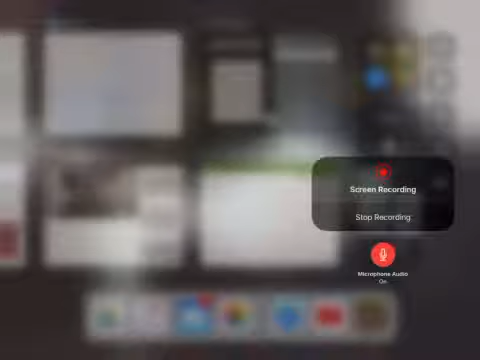 Screen Recording
Stop Recording
Microphone Audio
On